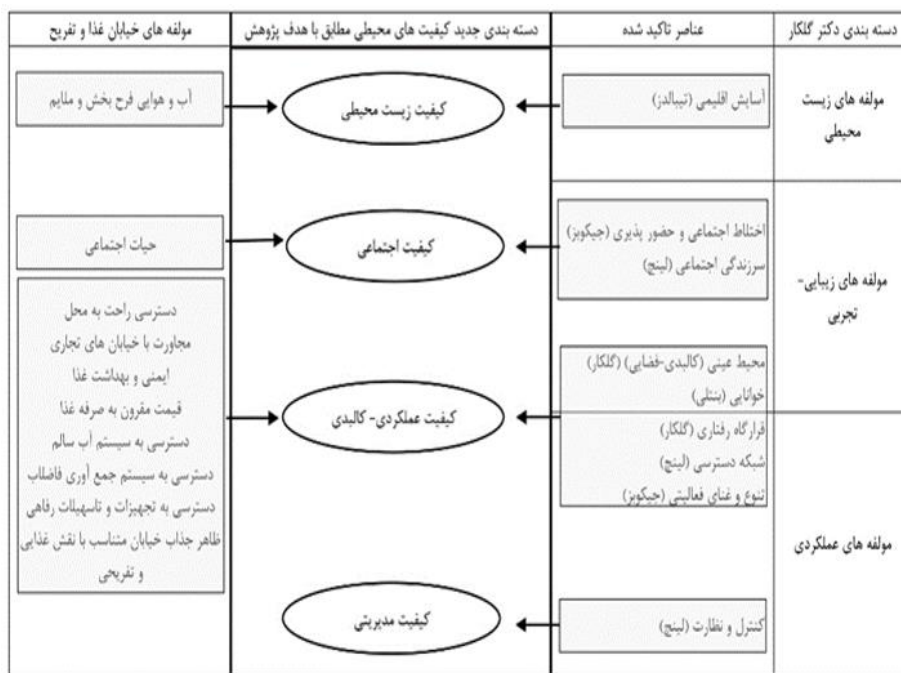 دسته بندی دکتر گلکار
عناصر تاکید شده
دسته بندی جدید کیفیت های محیطی مطابق با هدف پژوهش
مولفه های خیابان غذا و تفریح
مولفه های زیست
محیطی
آسایش اقلیمی (تیبالدز)
کیفیت زیست محیطی
آب و هوایی فرح بخش و ملایم
مولفه های زیبایی-
تجربی
اختلاط اجتماعی و حضور پذیری (جیکوبز)
سرزندگی اجتماعی (لینچ)
کیفیت اجتماعی
حیات اجتماعی
محیط عینی (کالبدی-فضایی) (گلکار)
خوانایی (بنتلی)
قرارگاه رفتاری (گلکار)
شبکه دسترسی (لینچ)
تنوع و غنای فعالیتی (جیکوبز)
کیفیت عملکردی- کالبدی
دسترسی راحت به محل
مجاورت با خیابان های تجاری
ایمنی و بهداشت غذا
قیمت مقرون به صرفه غذا
دسترسی به سیستم آب سالم
دسترسی به سیستم جمع آوری فاضلاب
دسترسی به تجهیزات و تاسهیلات رفاهی
ظاهر جذاب خیابان متناسب با نقش غذایی
و تفریحی
مولفه های عملکردی
کنترل و نظارت (لینچ)
کیفیت مدیریتی